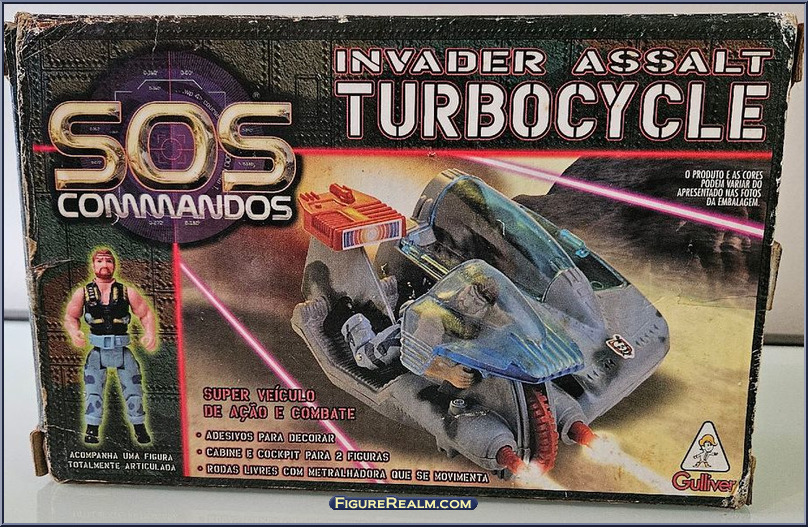 INVADER ASSALT
TURBOCYCLE
SOS
COMMANDOS
O PRODUTO E AS CORES
PODEM VARIAR DO
APRESENTADO NAS FOTOS
DA EMBALAGEM.
SUPER VEÍCULO
DE AÇÃO E COMBATE
• ADESIVOS PARA DECORAR
• CABINE E COCKPIT PARA 2 FIGURAS
• RODAS LIVRES COM METRALHADORA QUE SE MOVIMENTA
ACOMPANHA UMA FIGURA
TOTALMENTE ARTICULADA
Gulliver
FIGUREREALM.COM